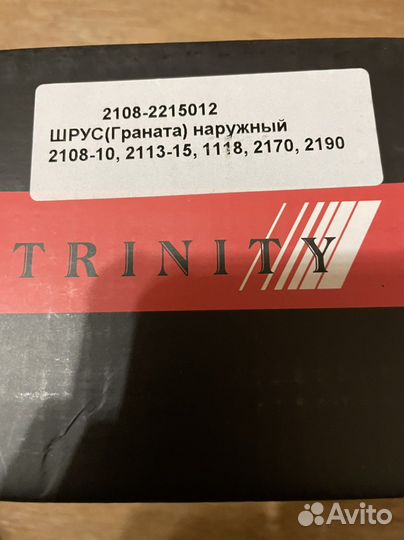 2108-2215012
ШРУС(Граната) наружный
2108-10, 2113-15, 1118, 2170, 2190
TRINITY
Avito